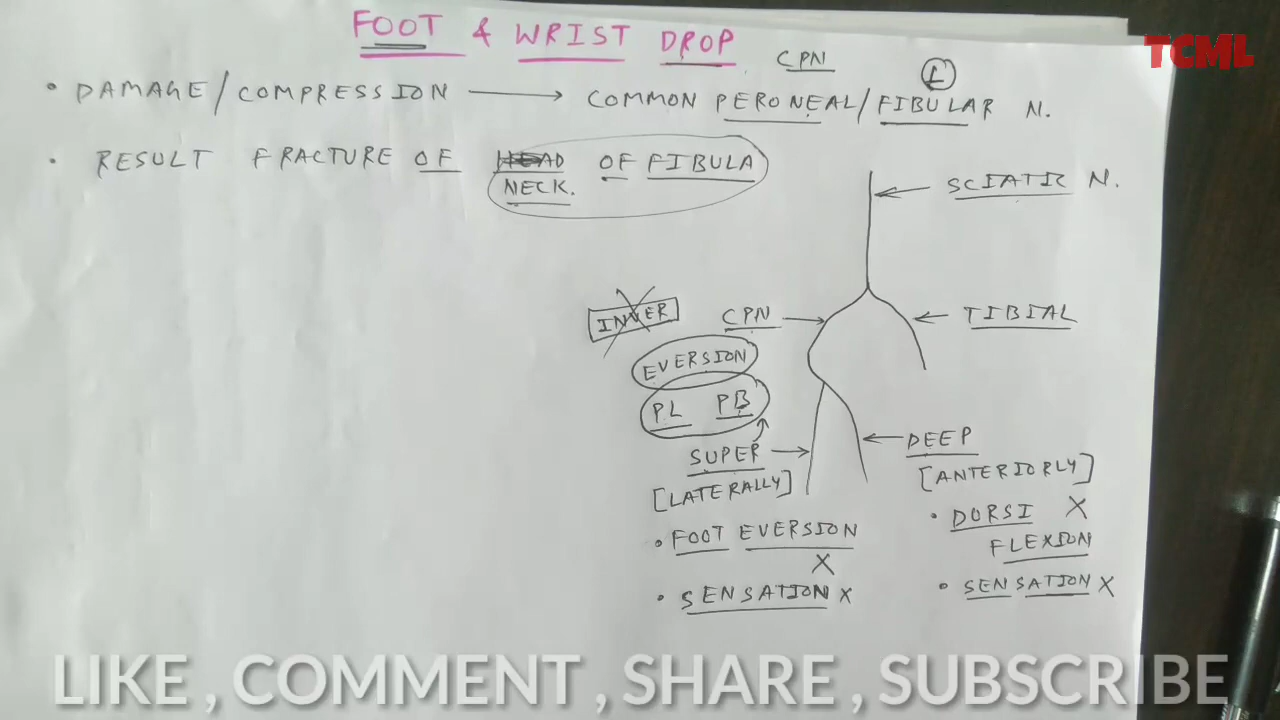 FOOT & WRIST DROP
TCML
CPN
L
• DAMAGE/COMPRESSION → COMMON PERONEAL/FIBULAR N.
• RESULT FRACTURE OF HEAD OF FIBULA
NECK.
← SCIATIC N.
INVER
CPN →
← TIBIAL
EVERSION
PL PB
SUPER →
← DEEP
[LATERALLY]
[ANTERIORLY]
• FOOT EVERSION
X
• SENSATION X
• DORSI X
FLEXION
• SENSATION X
LIKE , COMMENT , SHARE , SUBSCRIBE